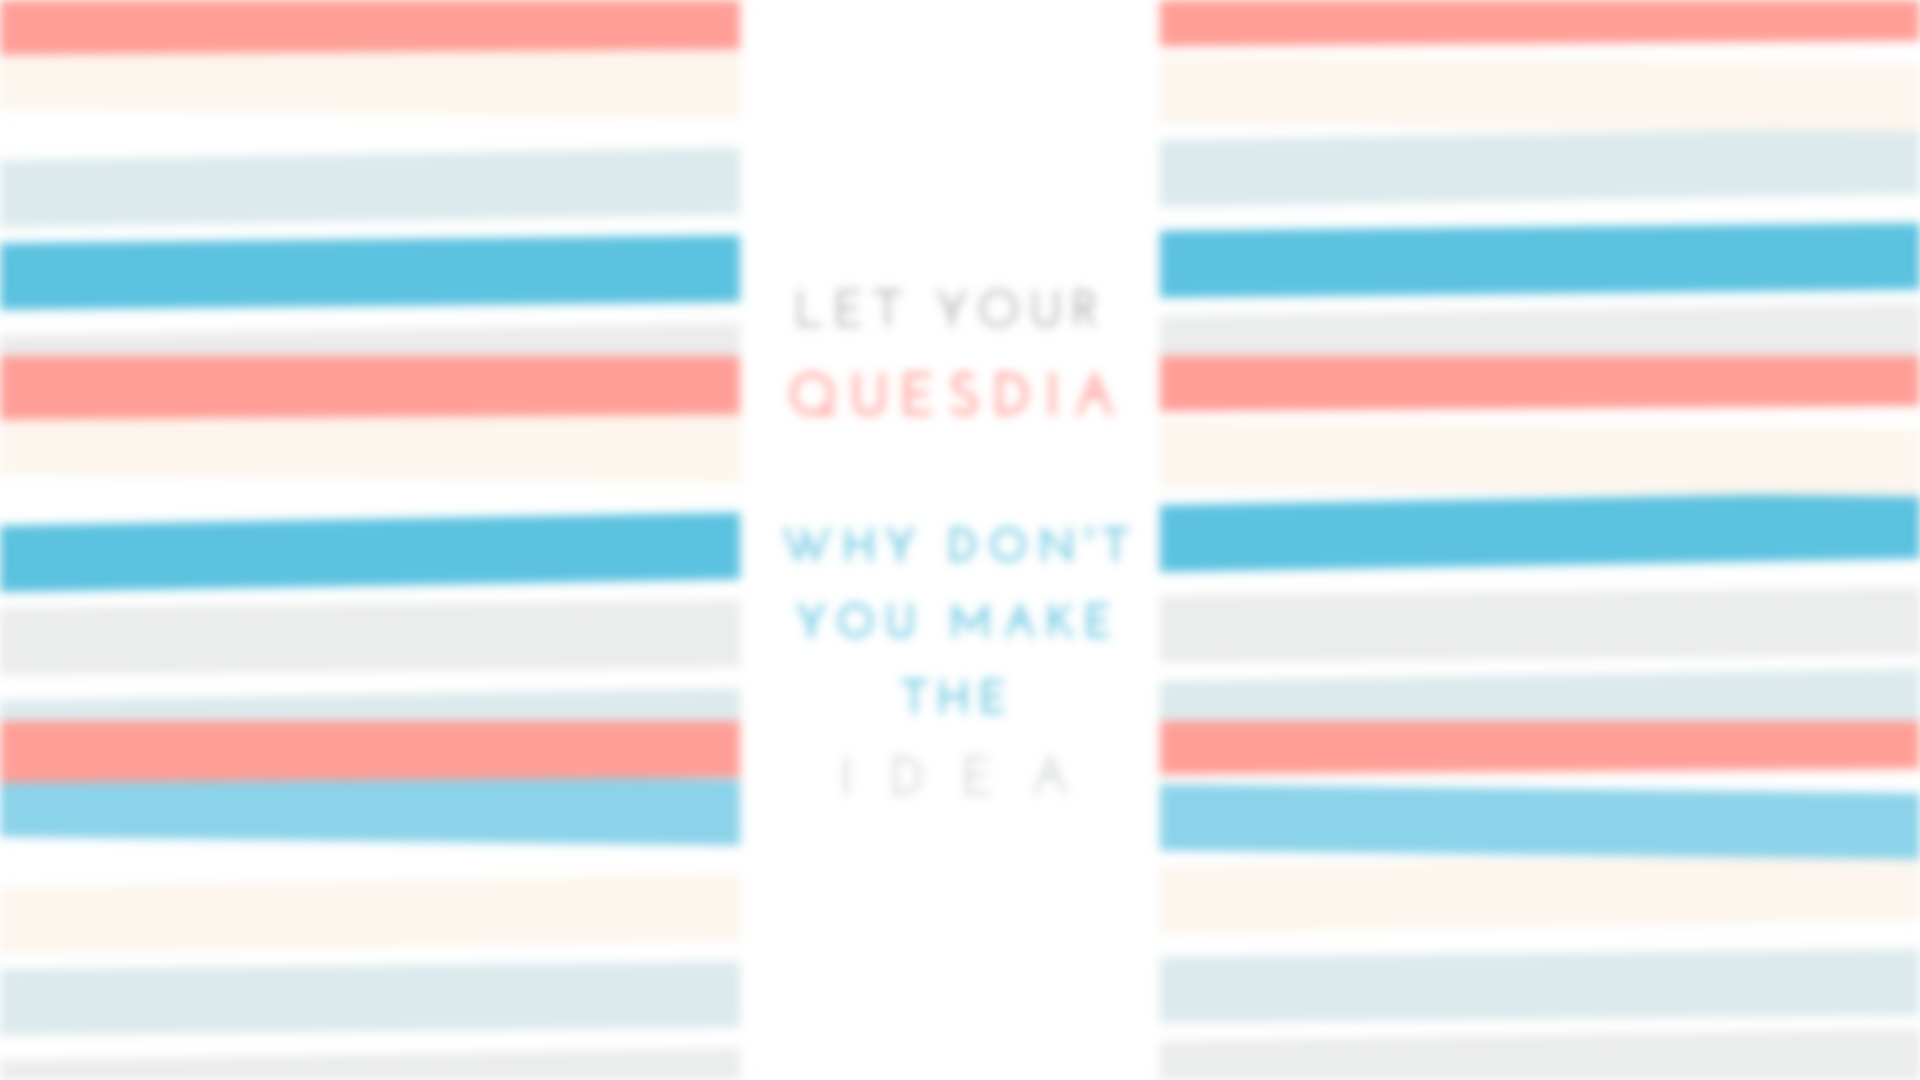 LET YOUR
QUESDIA
WHY DON'T
YOU MAKE
THE
IDEA